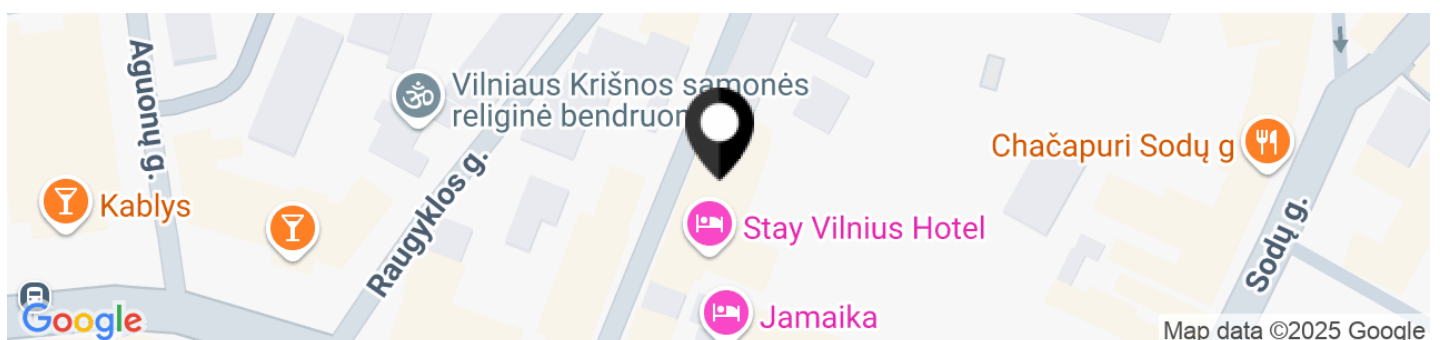 Aguonų g.
Vilniaus Krišnos samonės
religinė
Chačapuri Sodų g
Kablys
Raugyklos g.
Stay Vilnius Hotel
Sodų g.
Jamaika
Google
Map data ©2025 Google